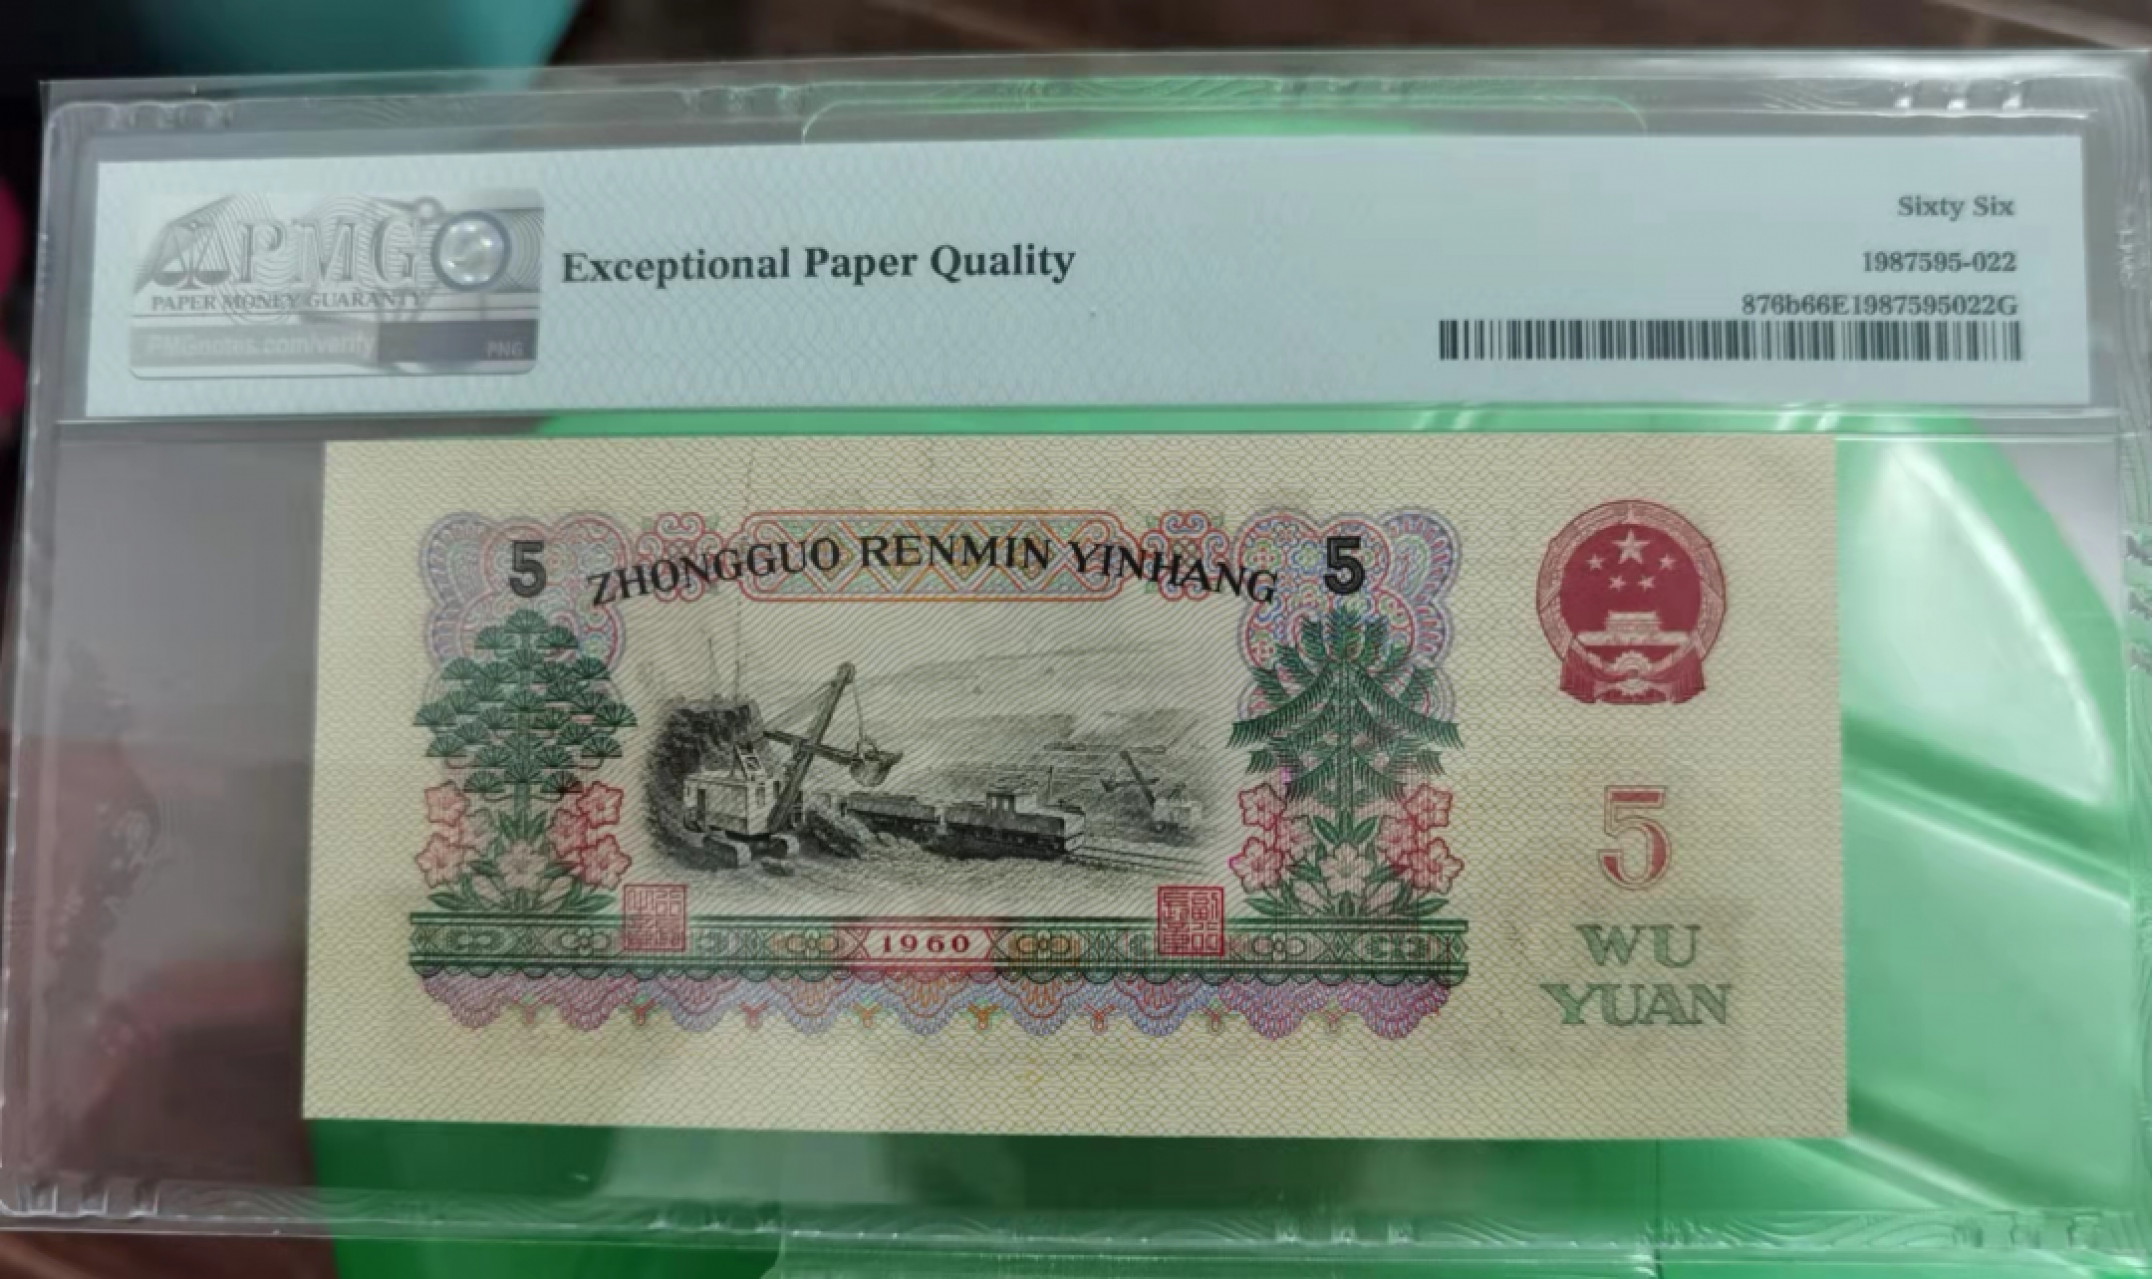 PMG
PAPER MONEY GUARANTY
PMGnotes.com/verify
PNG
Exceptional Paper Quality
Sixty Six
1987595-022
876b66E1987595022G
5 ZHONGGUO RENMIN YINHANG 5
1960
5
WU
YUAN